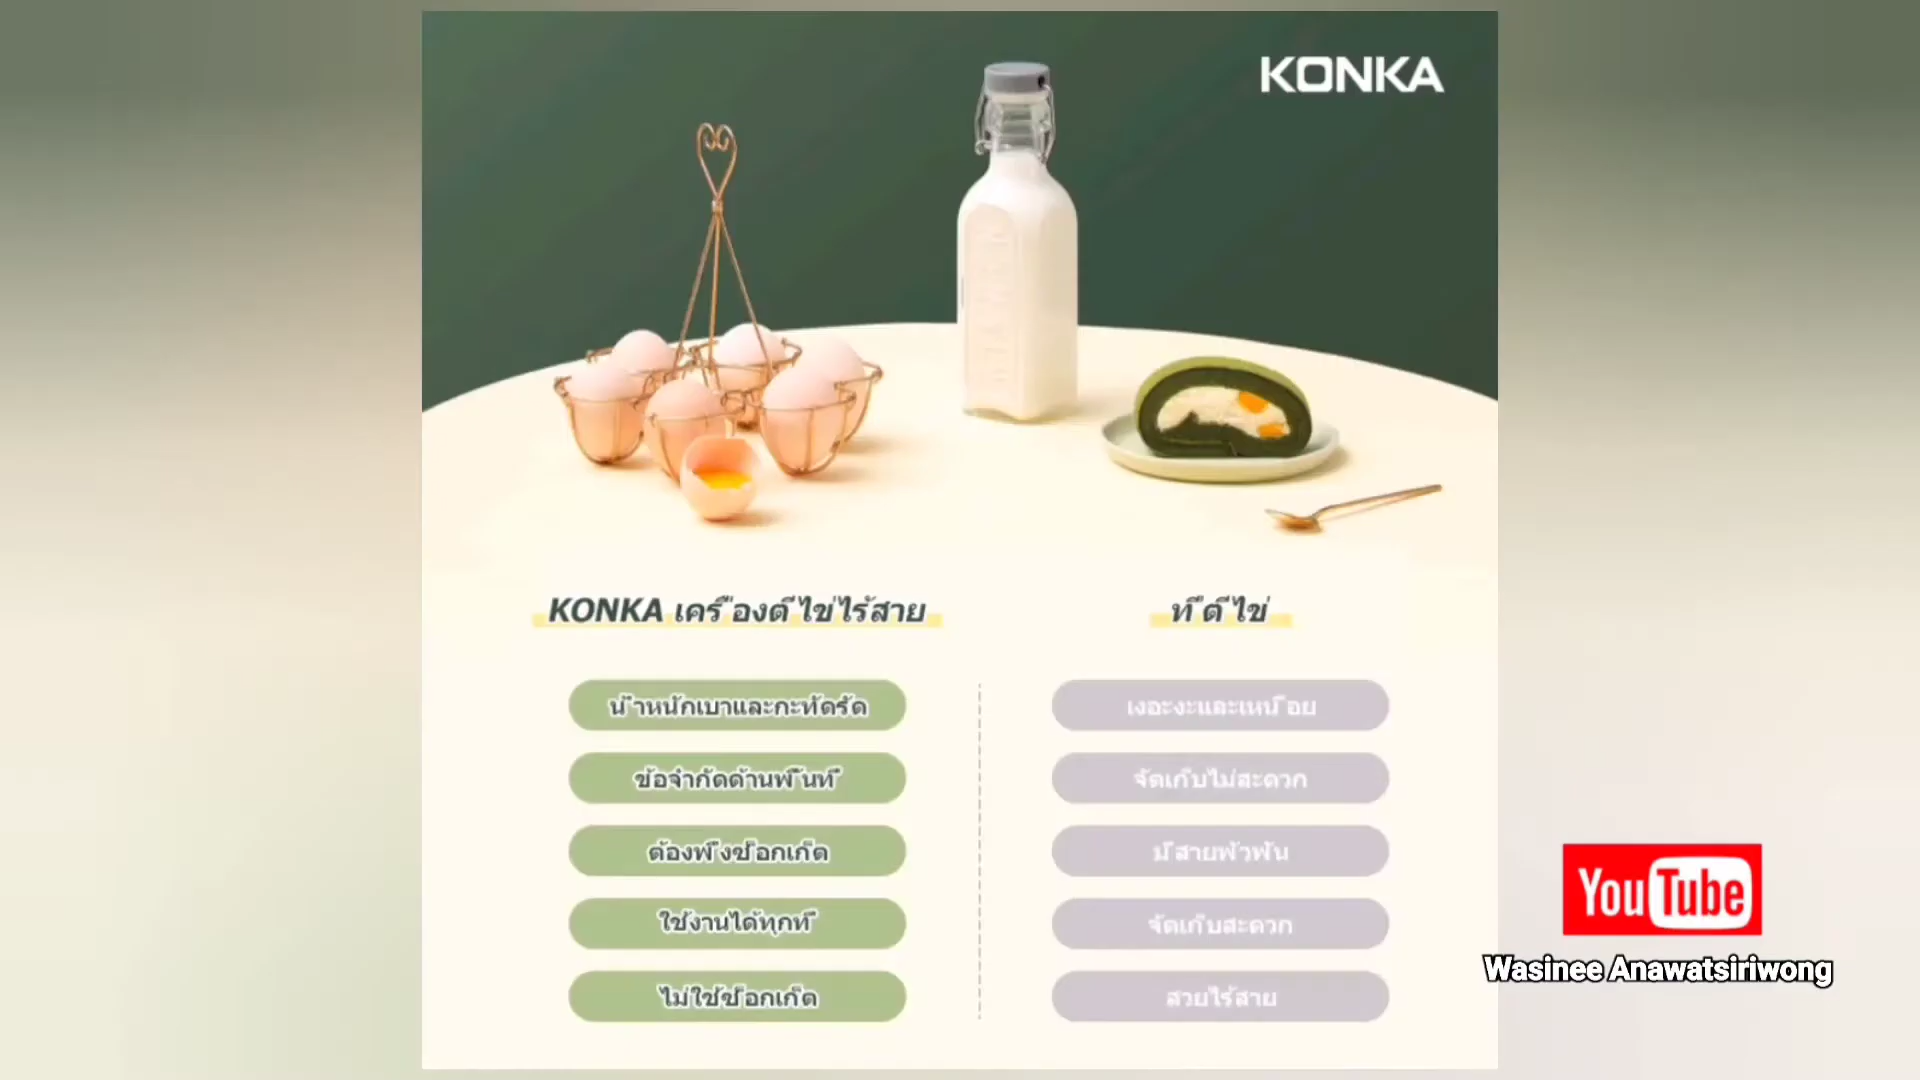 KONKA
KONKA เครื่องตีไข่ไร้สาย
ที่ตีไข่
น้ำหนักเบาและกะทัดรัด
เงอะงะและเหนื่อย
ข้อจำกัดด้านพื้นที่
จัดเก็บไม่สะดวก
ต้องพึ่งซ็อกเก็ต
มีสายพัวพัน
ใช้งานได้ทุกที่
จัดเก็บสะดวก
ไม่ใช้ซ็อกเก็ต
สวยไร้สาย
YouTube
Wasinee Anawatsiriwong